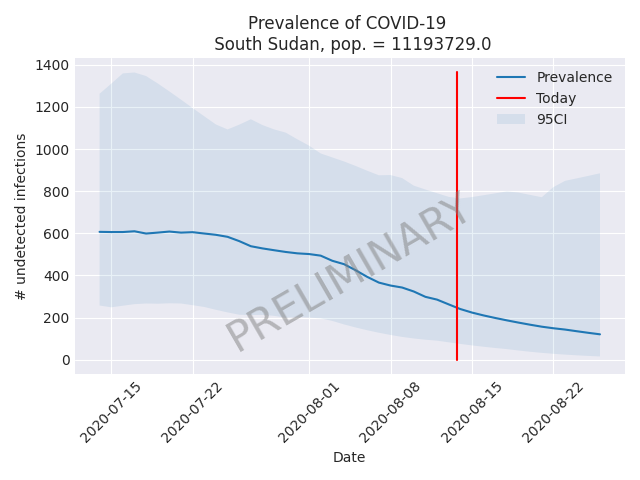 Prevalence of COVID-19
South Sudan, pop. = 11193729.0
1400
1200
1000
800
600
400
200
0
# undetected infections
Prevalence
Today
95CI
PRELIMINARY
2020-07-15
2020-07-22
2020-08-01
2020-08-08
2020-08-15
2020-08-22
Date